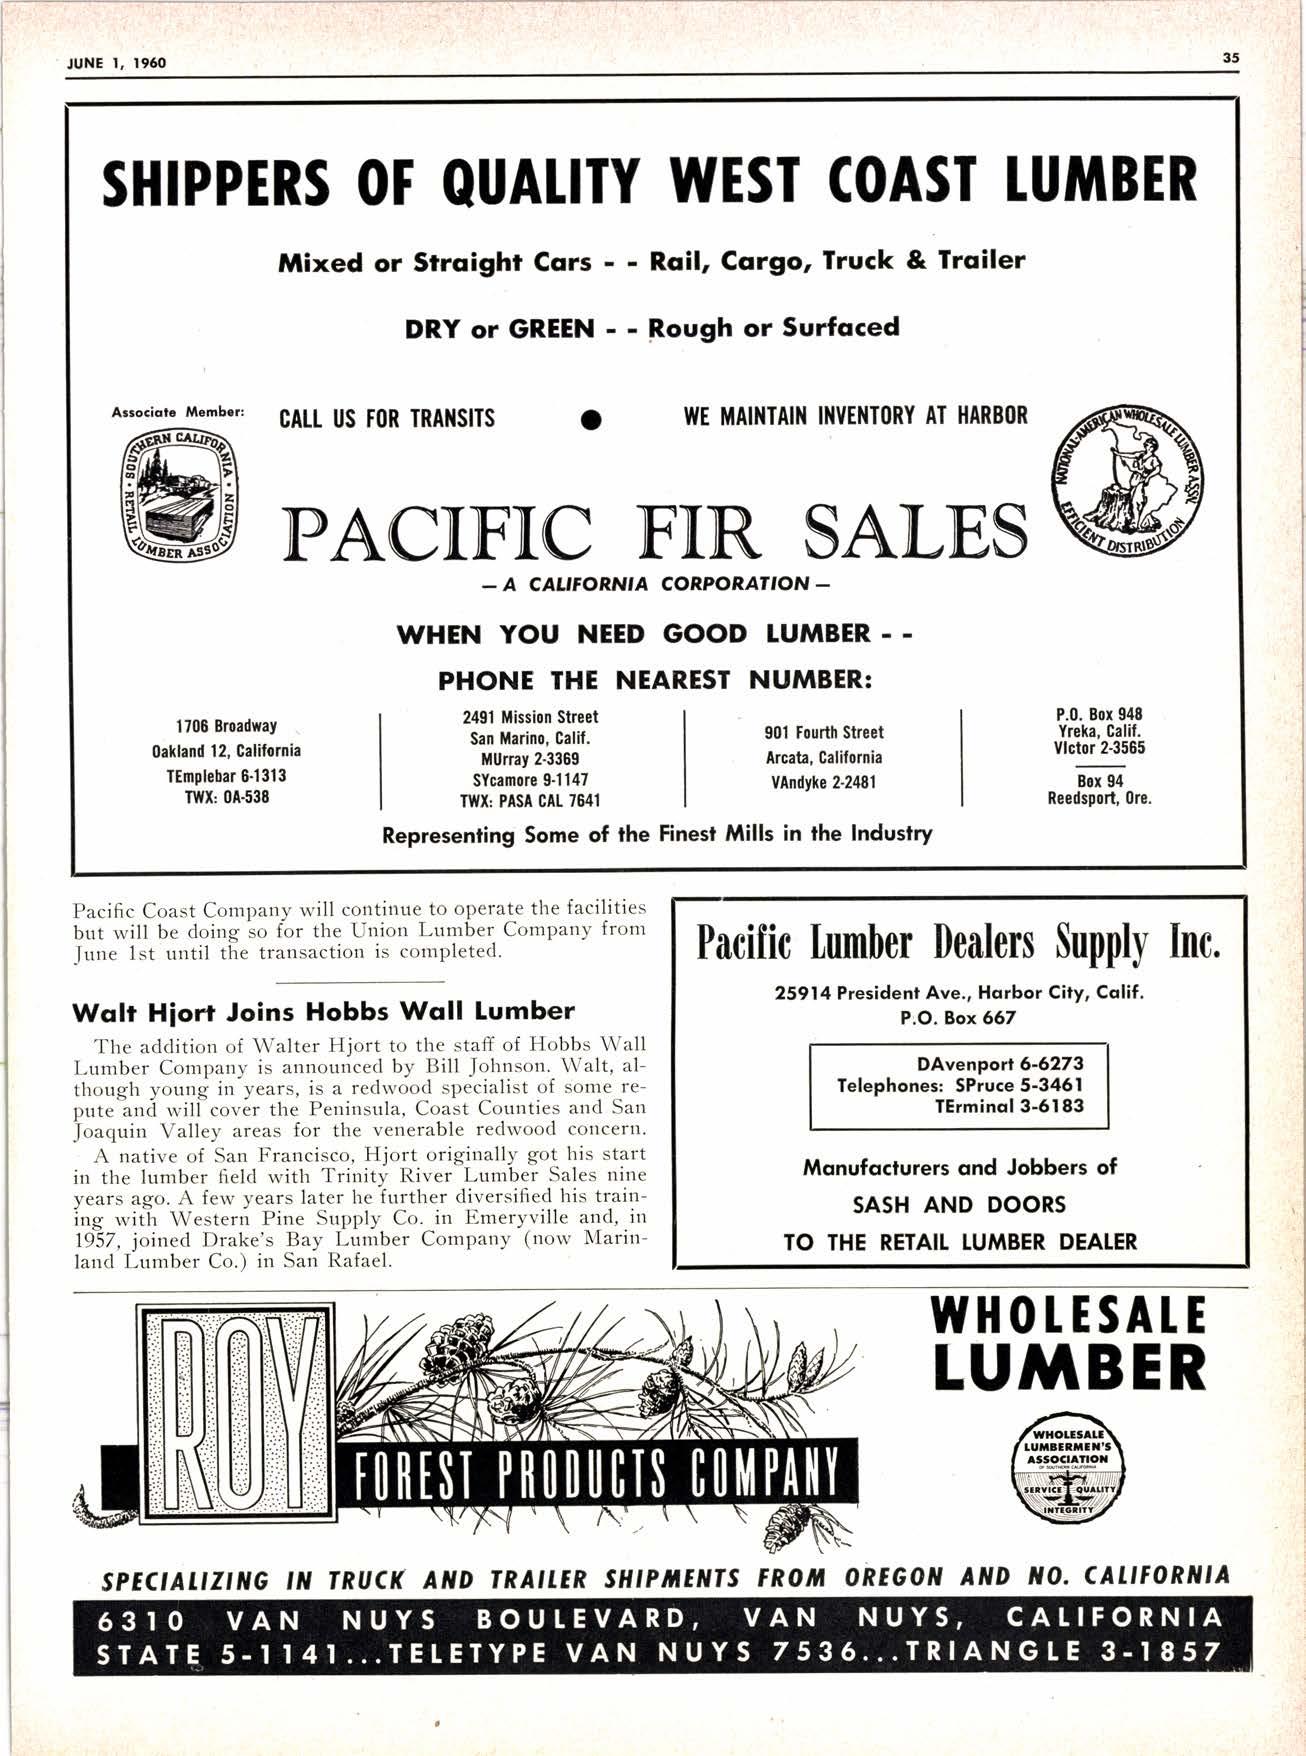 JUNE 1, 1960
35
SHIPPERS OF QUALITY WEST COAST LUMBER
Mixed or Straight Cars - - Rail, Cargo, Truck & Trailer
DRY or GREEN - - Rough or Surfaced
Associate Member:
CALL US FOR TRANSITS ● WE MAINTAIN INVENTORY AT HARBOR
SOUTHERN CALIFORNIA
RETAIL LUMBER ASSOCIATION
NATIONAL-AMERICAN WHOLESALE LUMBER ASSN.
EFFICIENT DISTRIBUTION
PACIFIC FIR SALES
— A CALIFORNIA CORPORATION —
WHEN YOU NEED GOOD LUMBER - -
PHONE THE NEAREST NUMBER:
1706 Broadway
Oakland 12, California
TEmplebar 6-1313
TWX: OA-538
2491 Mission Street
San Marino, Calif.
MUrray 2-3369
SYcamore 9-1147
TWX: PASA CAL 7641
901 Fourth Street
Arcata, California
VAndyke 2-2481
P.O. Box 948
Yreka, Calif.
VIctor 2-3565
Box 94
Reedsport, Ore.
Representing Some of the Finest Mills in the Industry
Pacific Coast Company will continue to operate the facilities
but will be doing so for the Union Lumber Company from
June 1st until the transaction is completed.
Walt Hjort Joins Hobbs Wall Lumber
The addition of Walter Hjort to the staff of Hobbs Wall
Lumber Company is announced by Bill Johnson. Walt, al-
though young in years, is a redwood specialist of some re-
pute and will cover the Peninsula, Coast Counties and San
Joaquin Valley areas for the venerable redwood concern.
A native of San Francisco, Hjort originally got his start
in the lumber field with Trinity River Lumber Sales nine
years ago. A few years later he further diversified his train-
ing with Western Pine Supply Co. in Emeryville and, in
1957, joined Drake's Bay Lumber Company (now Marin-
land Lumber Co.) in San Rafael.
Pacific Lumber Dealers Supply Inc.
25914 President Ave., Harbor City, Calif.
P.O. Box 667
DAvenport 6-6273
Telephones: SPruce 5-3461
TErminal 3-6183
Manufacturers and Jobbers of
SASH AND DOORS
TO THE RETAIL LUMBER DEALER
ROY
FOREST PRODUCTS COMPANY
WHOLESALE
LUMBER
WHOLESALE
LUMBERMEN'S
ASSOCIATION
OF SOUTHERN CALIFORNIA
SERVICE QUALITY
INTEGRITY
SPECIALIZING IN TRUCK AND TRAILER SHIPMENTS FROM OREGON AND NO. CALIFORNIA
6310 VAN NUYS BOULEVARD, VAN NUYS, CALIFORNIA
STATE 5-1141...TELETYPE VAN NUYS 7536...TRIANGLE 3-1857